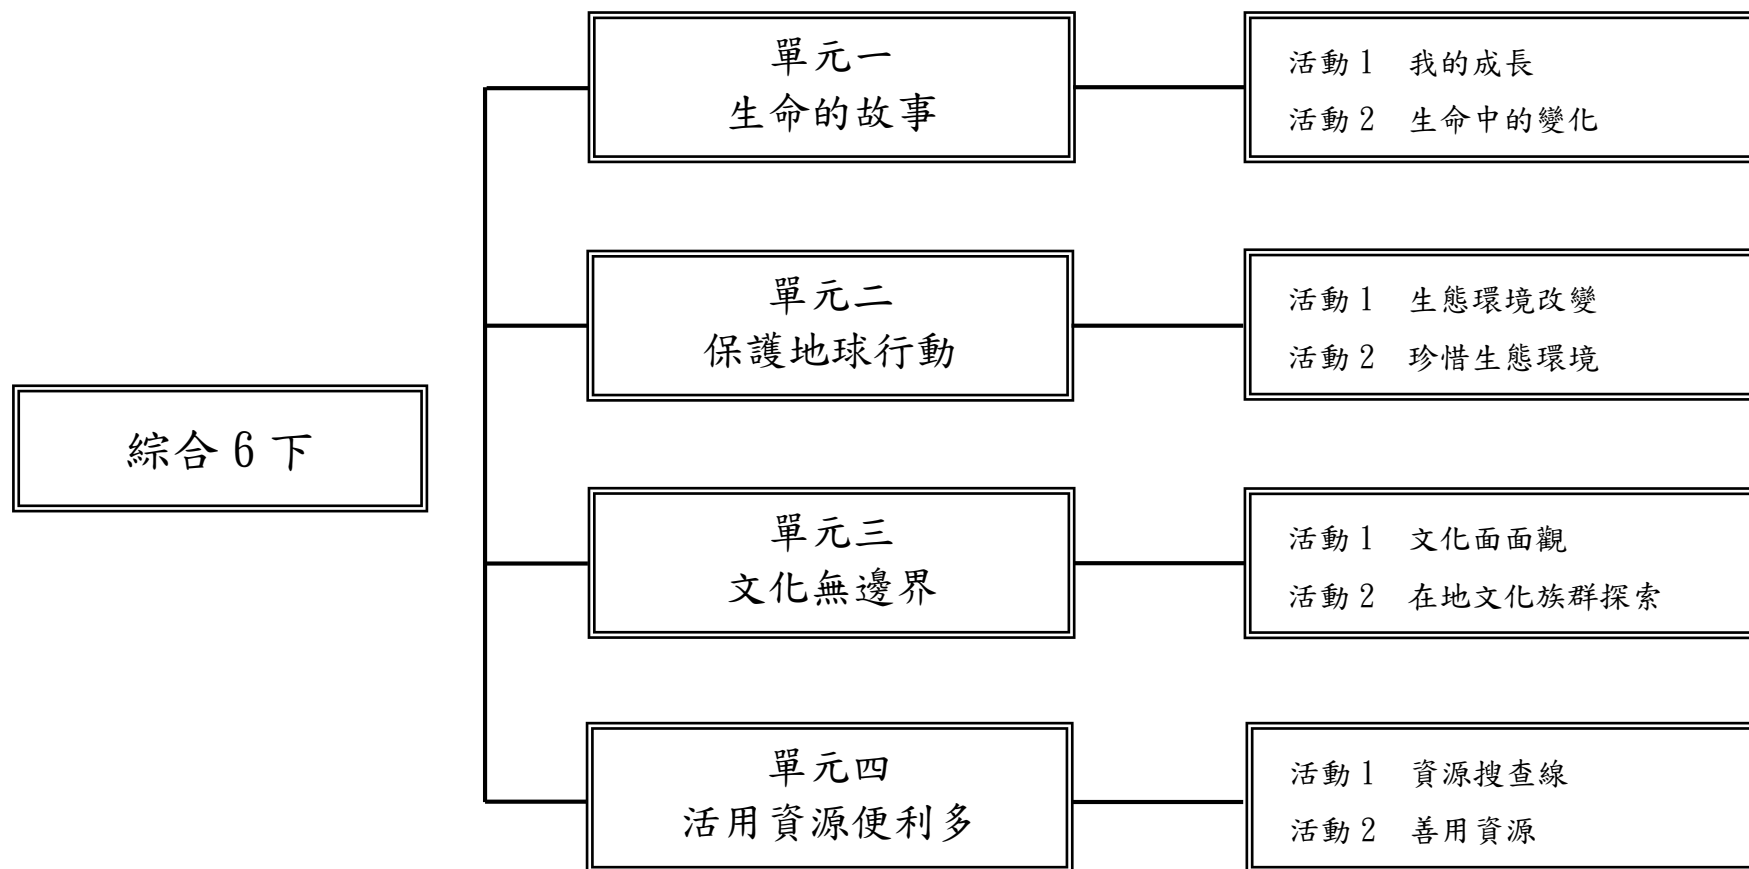 綜合 6 下
單元一
生命的故事
活動 1 我的成長
活動 2 生命中的變化
單元二
保護地球行動
活動 1 生態環境改變
活動 2 珍惜生態環境
單元三
文化無邊界
活動 1 文化面面觀
活動 2 在地文化族群探索
單元四
活用資源便利多
活動 1 資源搜查線
活動 2 善用資源